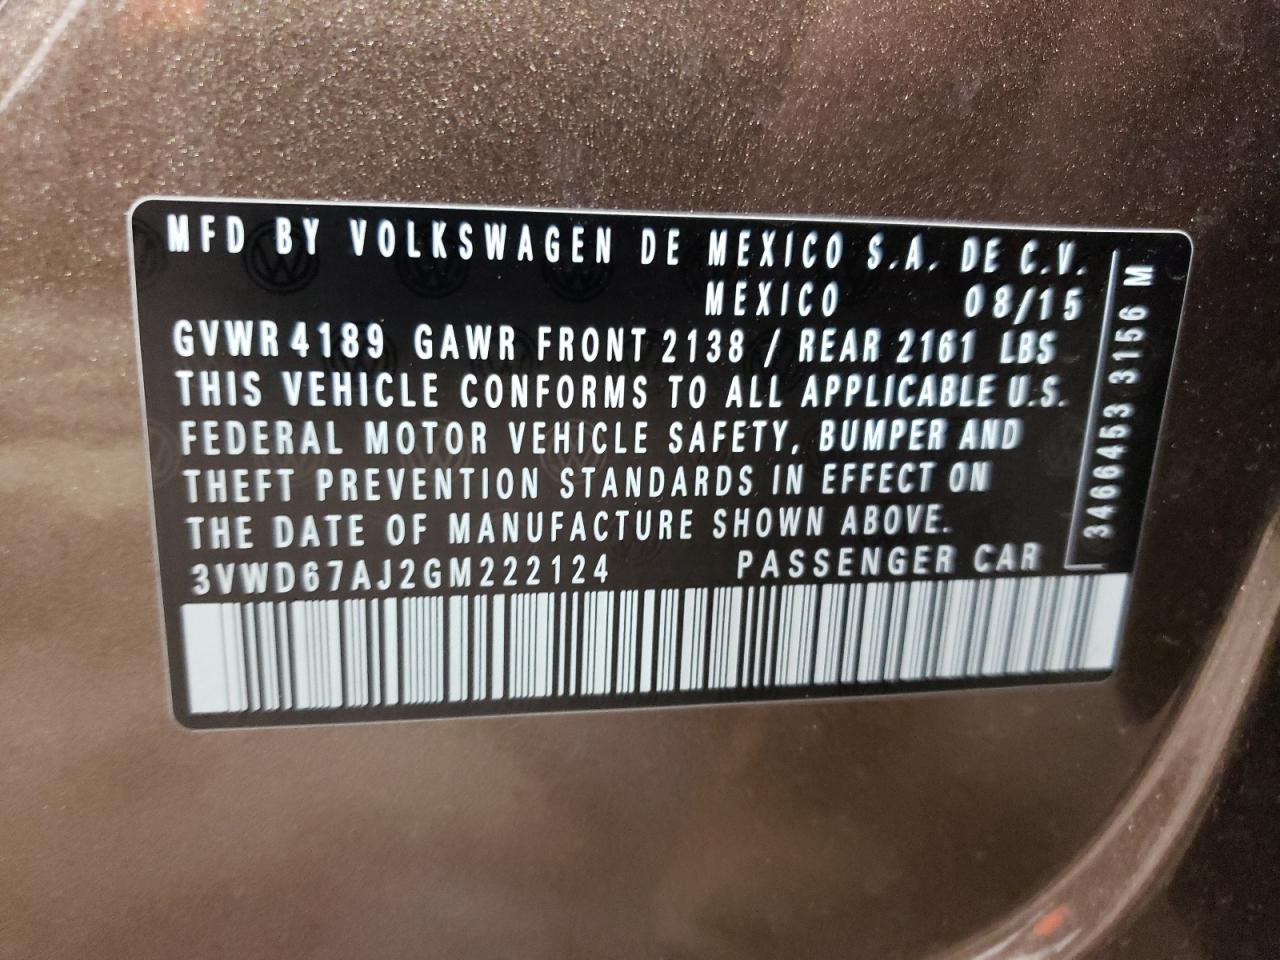 MFD BY VOLKSWAGEN DE MEXICO S.A. DE C.V.
MEXICO 08/15
GVWR 4189 GAWR FRONT 2138 / REAR 2161 LBS
THIS VEHICLE CONFORMS TO ALL APPLICABLE U.S.
FEDERAL MOTOR VEHICLE SAFETY, BUMPER AND
THEFT PREVENTION STANDARDS IN EFFECT ON
THE DATE OF MANUFACTURE SHOWN ABOVE.
3VWD67AJ2GM222124 PASSENGER CAR
3466453 3156 M